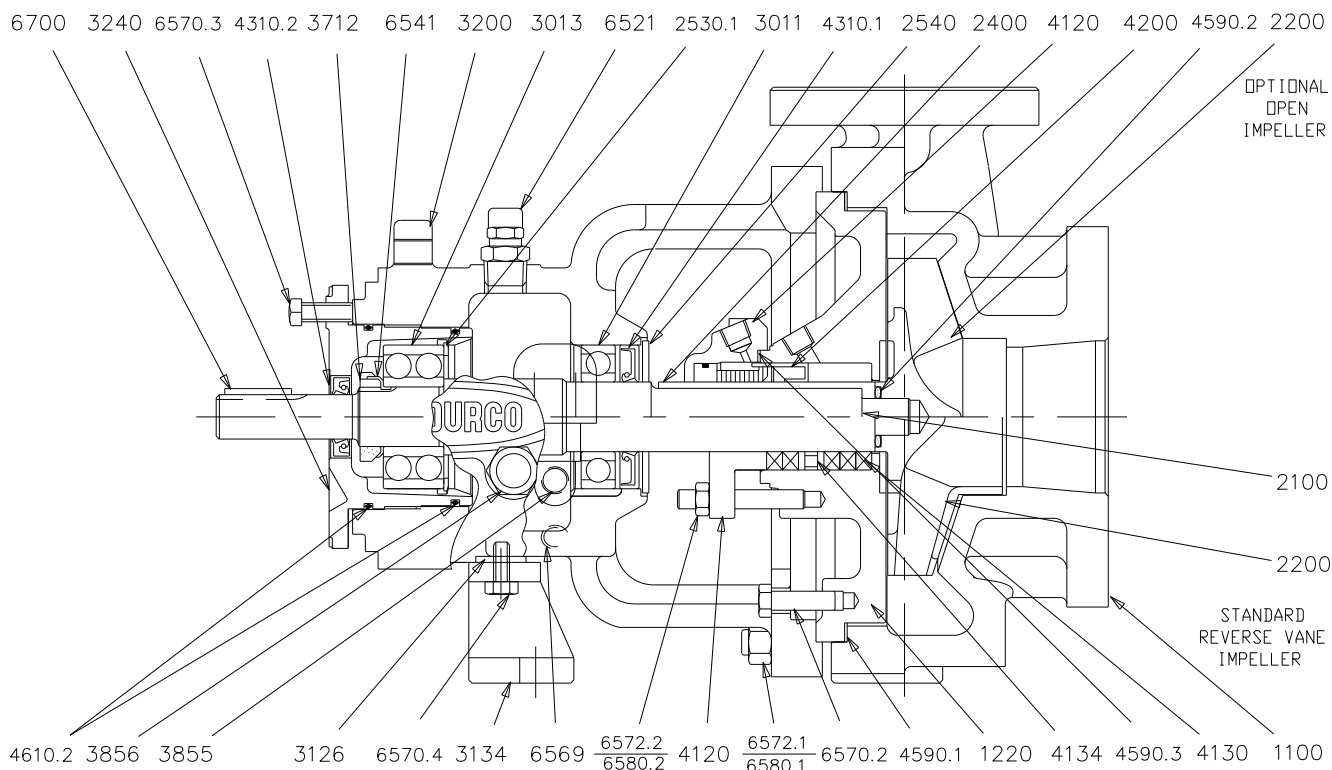 6700 3240 6570.3 4310.2 3712 6541 3200 3013 6521 2530.1 3011 4310.1 2540 2400 4120 4200 4590.2 2200
OPTIONAL
OPEN
IMPELLER
DURCO
2100
2200
STANDARD
REVERSE VANE
IMPELLER
4610.2 3856 3855 3126 6570.4 3134 6569 6572.2 4120 6572.1 6570.2 4590.1 1220 4134 4590.3 4130 1100
6580.2 6580.1